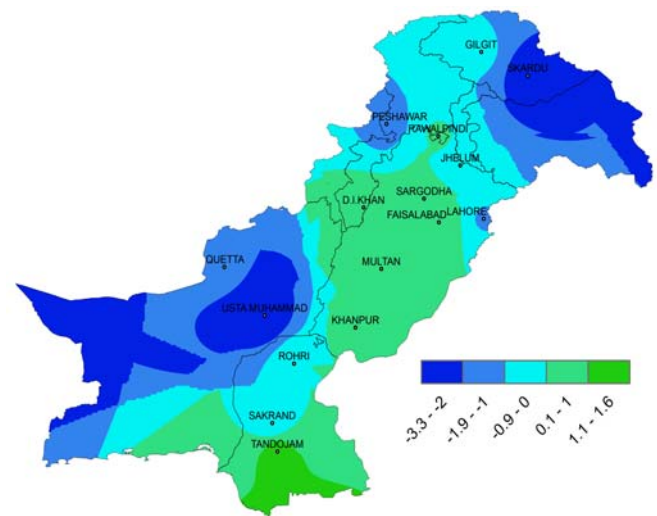 GILGIT
SKARDU
PESHAWAR
RAWALPINDI
JHBLUM
SARGODHA
D.I.KHAN
FAISALABAD
LAHORE
QUETTA
MULTAN
USTA MUHAMMAD
KHANPUR
ROHRI
SAKRAND
TANDOJAM
-3.3 - -2
-1.9 - -1
-0.9 - 0
0.1 - 1
1.1 - 1.6